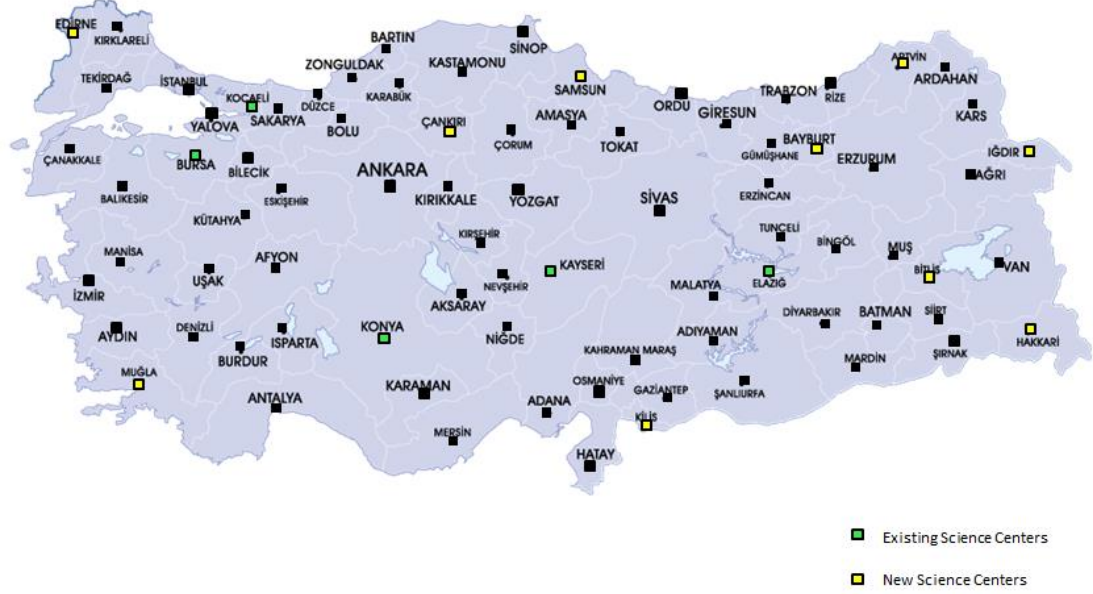 EDİRNE
KIRKLARELİ
BARTIN
SİNOP
ZONGULDAK
KASTAMONU
ARTVİN
ARDAHAN
TEKİRDAĞ
İSTANBUL
KOCAELİ
DÜZCE
KARABÜK
SAMSUN
ORDU
GİRESUN
TRABZON
RİZE
KARS
YALOVA
SAKARYA
BOLU
ÇANKIRI
ÇORUM
AMASYA
TOKAT
BAYBURT
GÜMÜŞHANE
ERZURUM
IĞDIR
ÇANAKKALE
BURSA
BİLECİK
ANKARA
AĞRI
BALIKESİR
ESKİŞEHİR
KIRIKKALE
YOZGAT
SİVAS
ERZİNCAN
KÜTAHYA
KIRŞEHİR
TUNCELİ
BİNGÖL
MUŞ
MANİSA
UŞAK
AFYON
NEVŞEHİR
KAYSERİ
MALATYA
ELAZIĞ
BİTLİS
VAN
İZMİR
AKSARAY
AYDIN
DENİZLİ
ISPARTA
KONYA
NİĞDE
ADIYAMAN
DİYARBAKIR
BATMAN
SİİRT
HAKKARİ
BURDUR
KAHRAMAN MARAŞ
MARDİN
ŞIRNAK
MUĞLA
ANTALYA
KARAMAN
ADANA
OSMANİYE
GAZİANTEP
ŞANLIURFA
KİLİS
MERSİN
HATAY
Existing Science Centers
New Science Centers